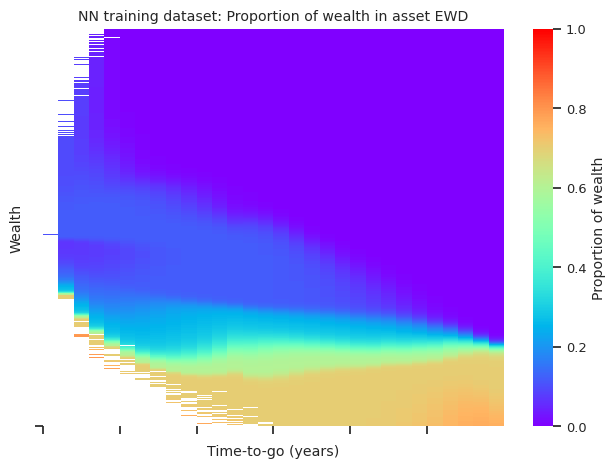 NN training dataset: Proportion of wealth in asset EWD
Wealth
Time-to-go (years)
1.0
0.8
0.6
0.4
0.2
0.0
Proportion of wealth